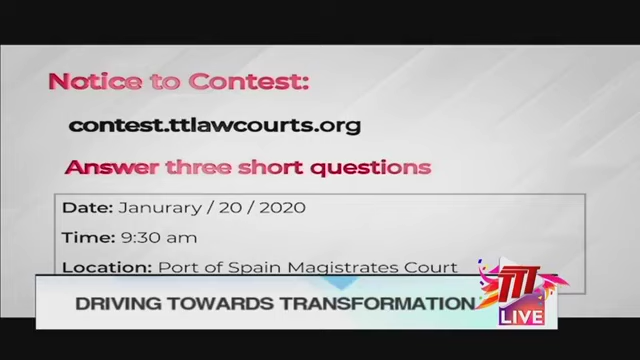 Notice to Contest:
contest.ttlawcourts.org
Answer three short questions
Date: Janurary / 20 / 2020
Time: 9:30 am
Location: Port of Spain Magistrates Court
DRIVING TOWARDS TRANSFORMATION
TTT
LIVE